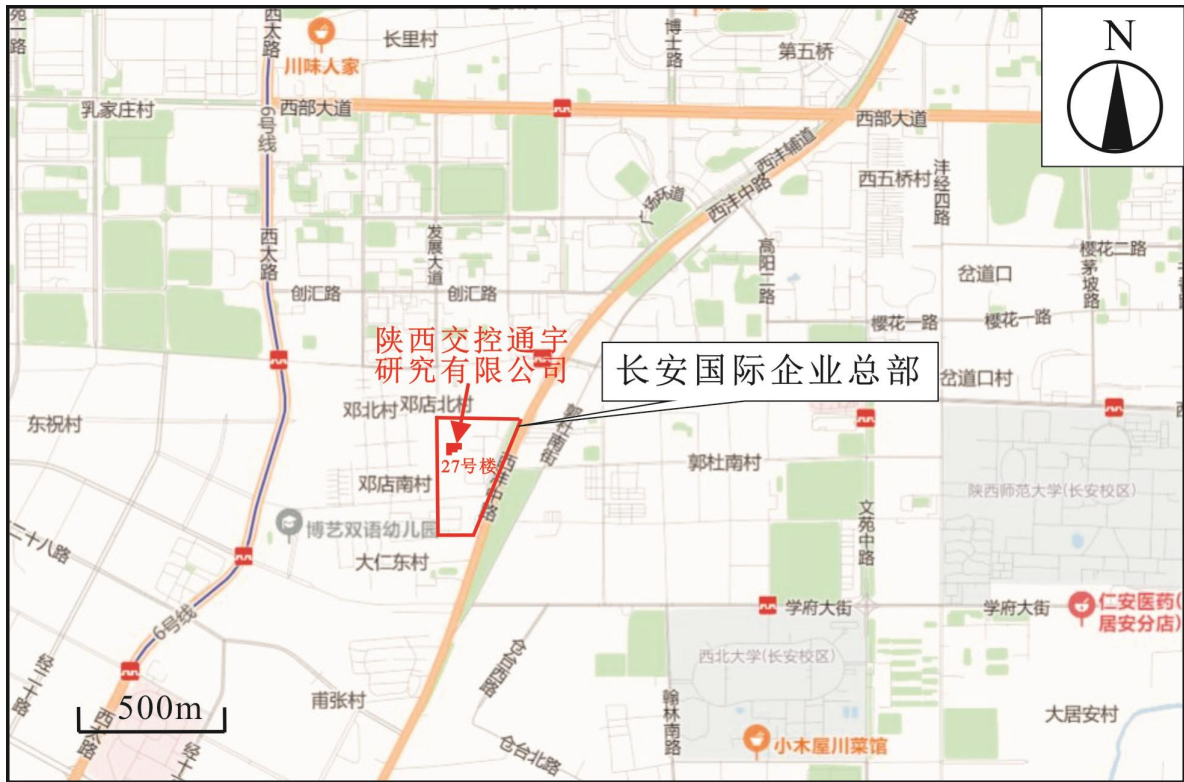 西太路
川味人家
长里村
博士路
第五桥
路
N
乳家庄村
西部大道
西部大道
6号线
西沣辅道
西五桥村
沣经四路
广场环道
西沣中路
西太路
发展大道
高阳二路
樱花二路
茅坡路
岔道口
创汇路
创汇路
樱花一路
樱花一路
陕西交控通宇
研究有限公司
长安国际企业总部
岔道口村
邓北村
邓店北村
郭杜南街
东祝村
27号楼
郭杜南村
邓店南村
西沣中路
陕西师范大学(长安校区)
博艺双语幼儿园
文苑中路
二十八路
大仁东村
学府大街
学府大街
仁安医药(
居安分店)
6号线
仓台西路
西北大学(长安校区)
经二十路
甫张村
500m
翰林南路
大居安村
西太路
经十
仓台北路
小木屋川菜馆